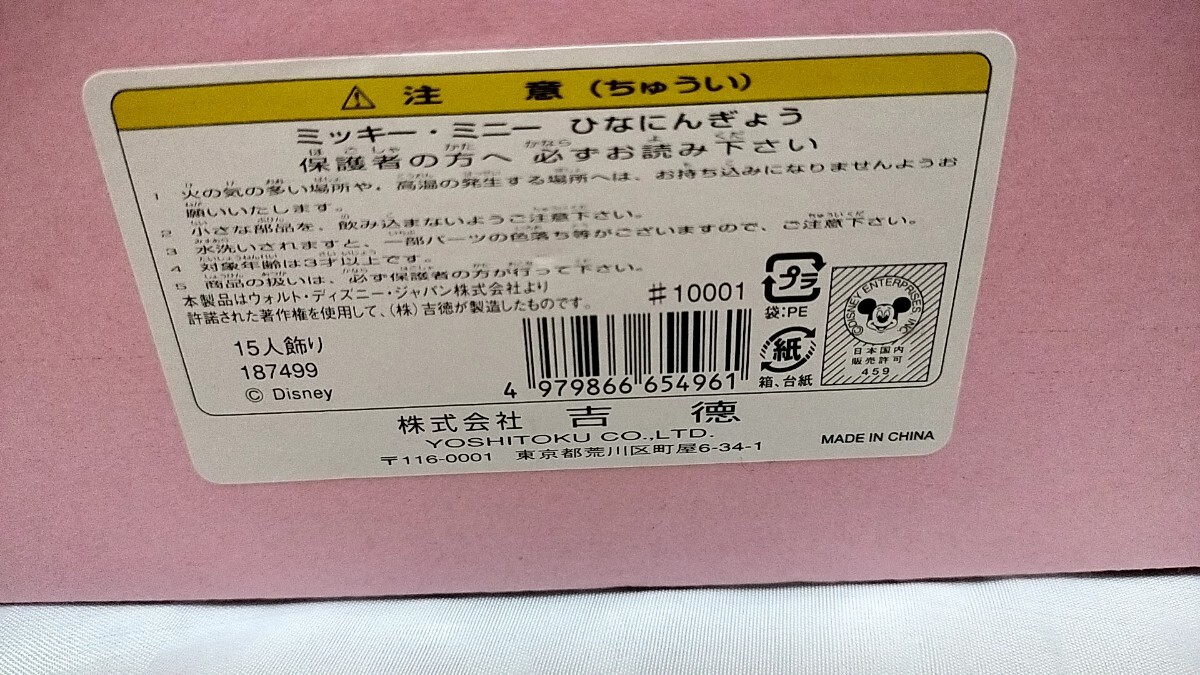 注 意 (ちゅうい)
ミッキー・ミニー ひなにんぎょう
保護者の方へ 必ずお読み下さい
1 火の気の多い場所や、高温の発生する場所へは、お持ち込みになりませんようお
願いいたします。
2 小さな部品を、飲み込まないようご注意下さい。
3 水洗いされますと、一部パーツの色落ち等がございますので、ご注意下さい。
4 対象年齢は3才以上です。
5 商品の扱いは、必ず保護者の方が行って下さい。
本製品はウォルト・ディズニー・ジャパン株式会社より
許諾された著作権を使用して、(株)吉徳が製造したものです。
#10001
プラ
袋:PE
紙
箱、台紙
©DISNEY ENTERPRISES INC
日本国内
販売許可
459
15人飾り
187499
© Disney
4 979866 654961
株式会社 吉 徳
YOSHITOKU CO.,LTD.
〒116-0001 東京都荒川区町屋6-34-1
MADE IN CHINA